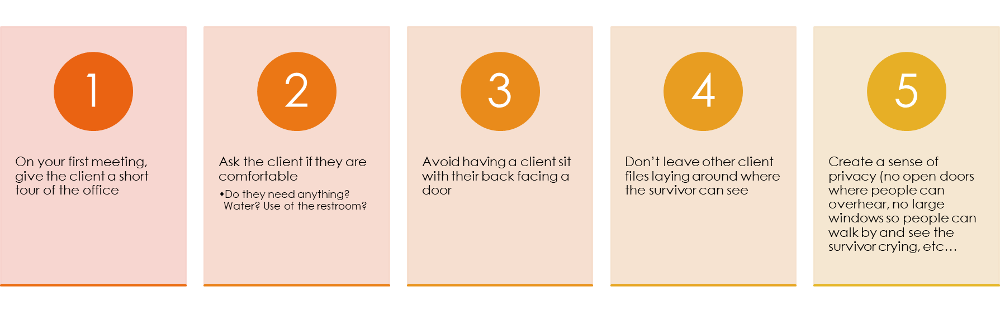 1
On your first meeting,
give the client a short
tour of the office
2
Ask the client if they are
comfortable
•Do they need anything?
Water? Use of the restroom?
3
Avoid having a client sit
with their back facing a
door
4
Don’t leave other client
files laying around where
the survivor can see
5
Create a sense of
privacy (no open doors
where people can
overhear, no large
windows so people can
walk by and see the
survivor crying, etc…